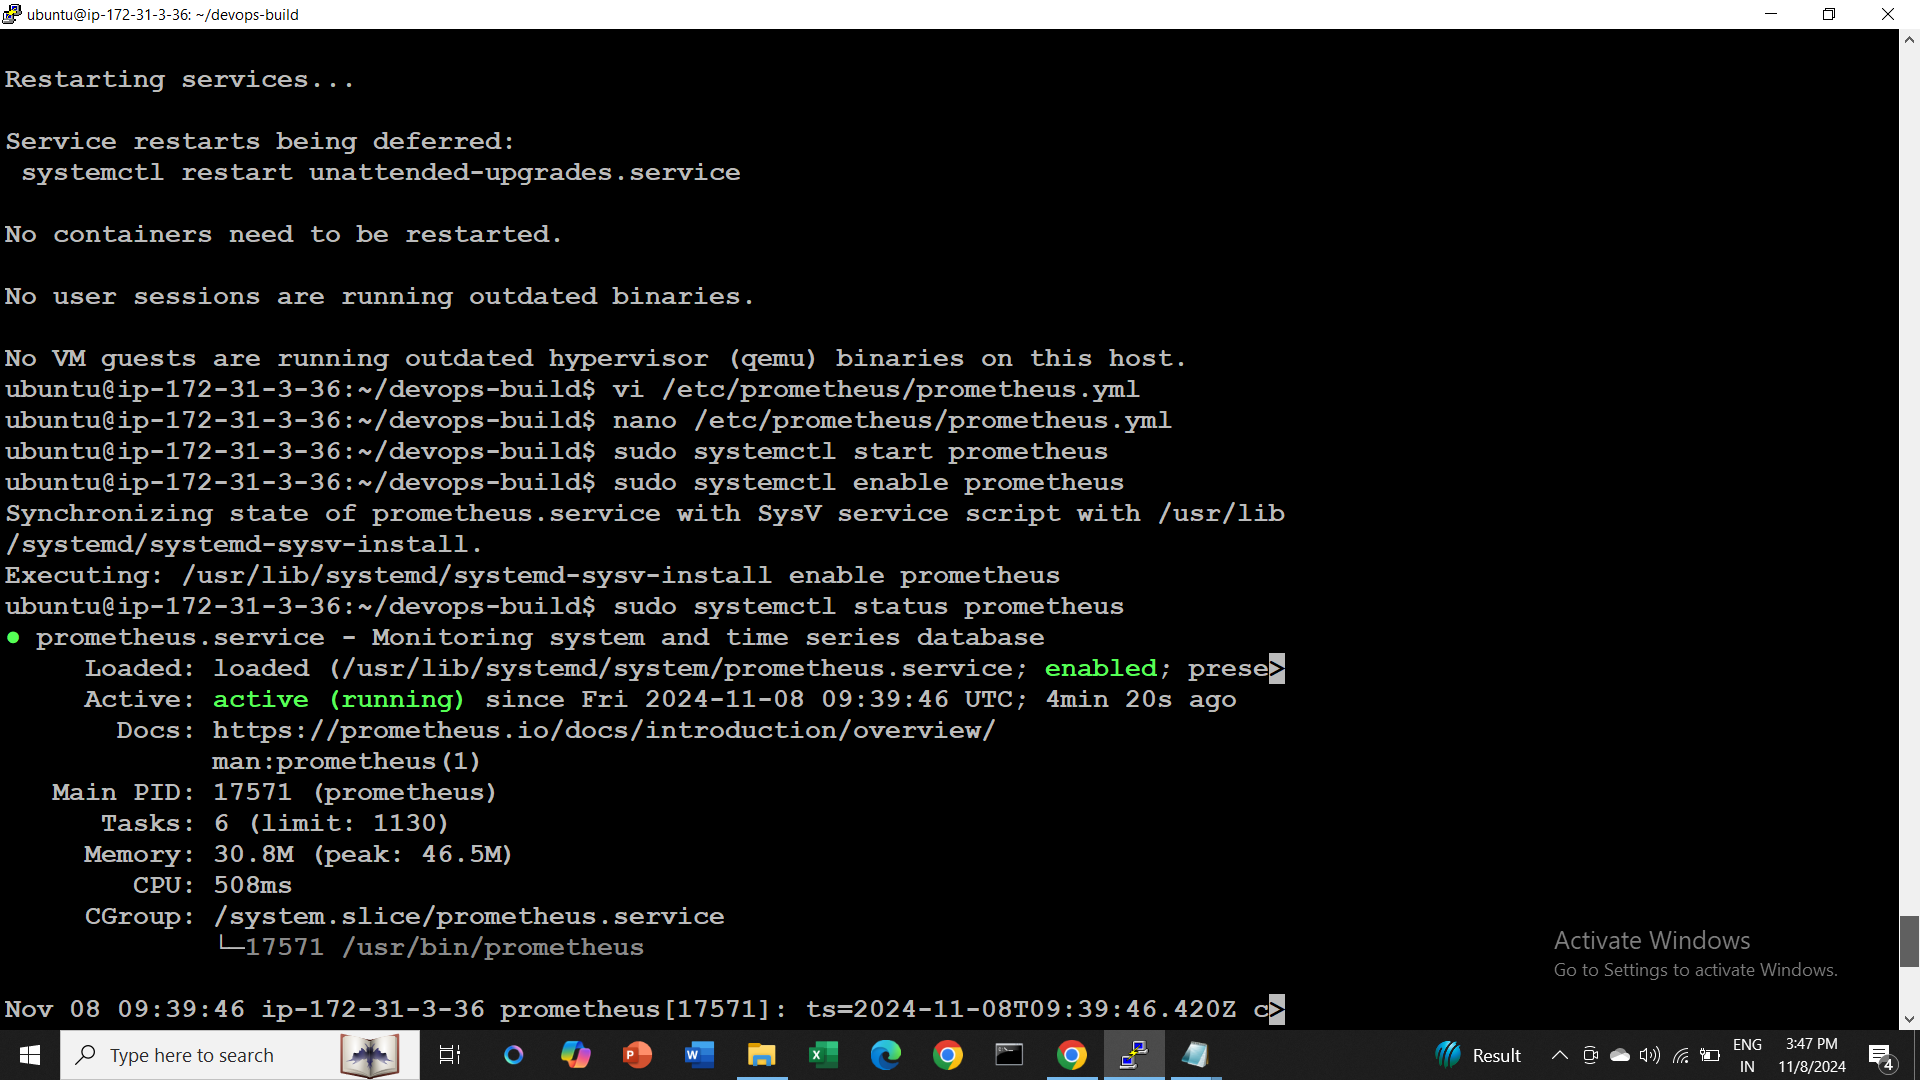 ubuntu@ip-172-31-3-36: ~/devops-build
Restarting services...
Service restarts being deferred:
 systemctl restart unattended-upgrades.service
No containers need to be restarted.
No user sessions are running outdated binaries.
No VM guests are running outdated hypervisor (qemu) binaries on this host.
ubuntu@ip-172-31-3-36:~/devops-build$ vi /etc/prometheus/prometheus.yml
ubuntu@ip-172-31-3-36:~/devops-build$ nano /etc/prometheus/prometheus.yml
ubuntu@ip-172-31-3-36:~/devops-build$ sudo systemctl start prometheus
ubuntu@ip-172-31-3-36:~/devops-build$ sudo systemctl enable prometheus
Synchronizing state of prometheus.service with SysV service script with /usr/lib
/systemd/systemd-sysv-install.
Executing: /usr/lib/systemd/systemd-sysv-install enable prometheus
ubuntu@ip-172-31-3-36:~/devops-build$ sudo systemctl status prometheus
● prometheus.service - Monitoring system and time series database
     Loaded: loaded (/usr/lib/systemd/system/prometheus.service; enabled; prese>
     Active: active (running) since Fri 2024-11-08 09:39:46 UTC; 4min 20s ago
       Docs: https://prometheus.io/docs/introduction/overview/
             man:prometheus(1)
   Main PID: 17571 (prometheus)
      Tasks: 6 (limit: 1130)
     Memory: 30.8M (peak: 46.5M)
        CPU: 508ms
     CGroup: /system.slice/prometheus.service
             └─17571 /usr/bin/prometheus
Nov 08 09:39:46 ip-172-31-3-36 prometheus[17571]: ts=2024-11-08T09:39:46.420Z c>
Activate Windows
Go to Settings to activate Windows.
Type here to search
Result
ENG
IN
3:47 PM
11/8/2024
4